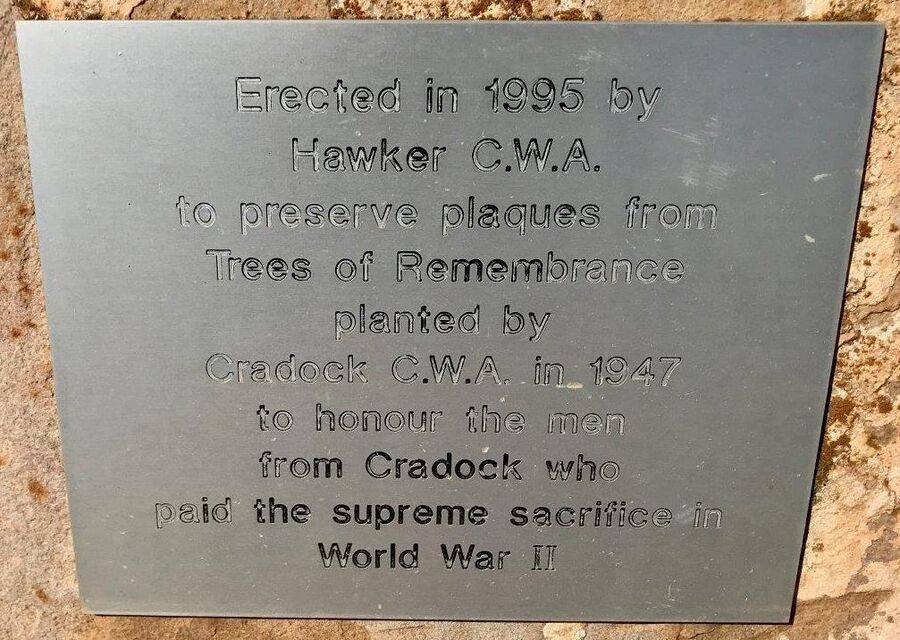 Erected in 1995 by
Hawker C.W.A.
to preserve plaques from
Trees of Remembrance
planted by
Cradock C.W.A. in 1947
to honour the men
from Cradock who
paid the supreme sacrifice in
World War II